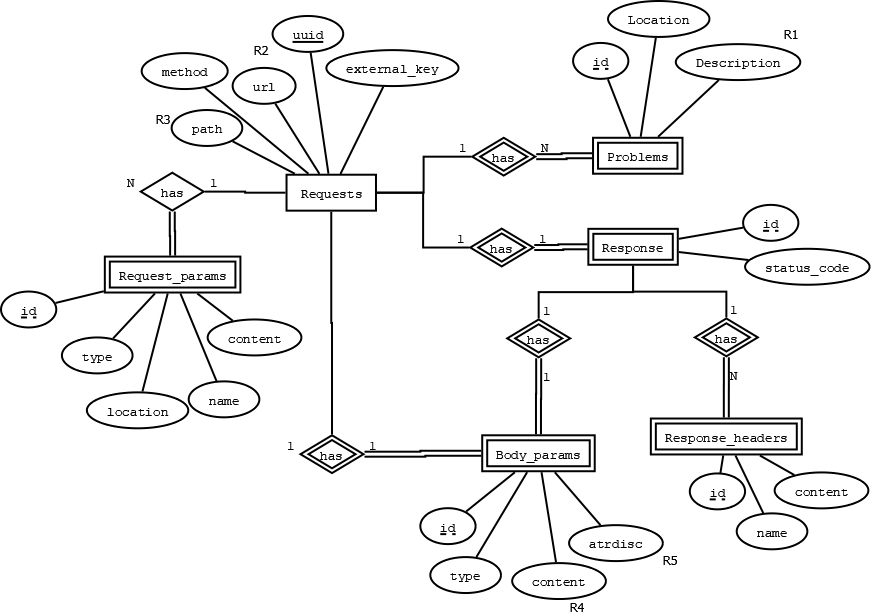 Location
R1
uuid
R2
id
Description
method
external_key
url
R3
path
1
has
N
Problems
N
has
1
Requests
id
1
has
1
Response
status_code
Request_params
id
1
1
has
has
content
type
1
N
name
location
1
has
1
Body_params
Response_headers
id
content
id
name
atrdisc
R5
type
content
R4